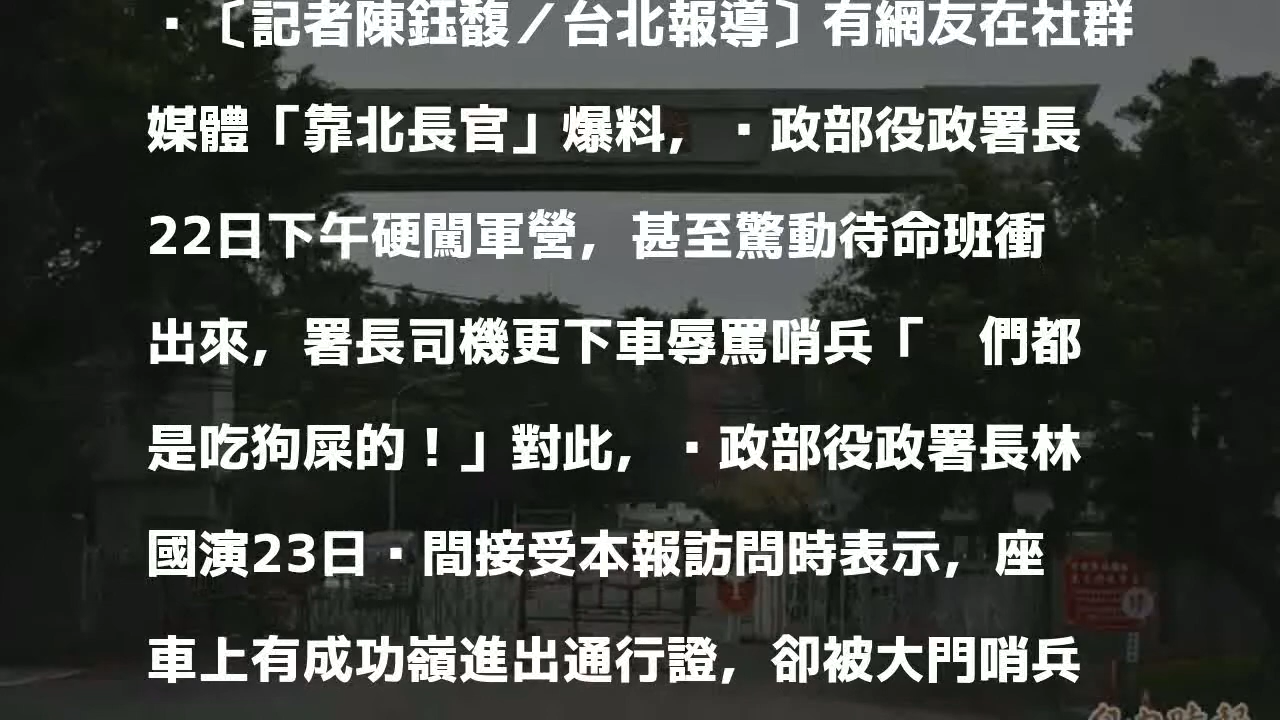 ▪〔記者陳鈺馥／台北報導〕有網友在社群
媒體「靠北長官」爆料，▪政部役政署長
22日下午硬闖軍營，甚至驚動待命班衝
出來，署長司機更下車辱罵哨兵「　們都
是吃狗屎的！」對此，▪政部役政署長林
國演23日▪間接受本報訪問時表示，座
車上有成功嶺進出通行證，卻被大門哨兵